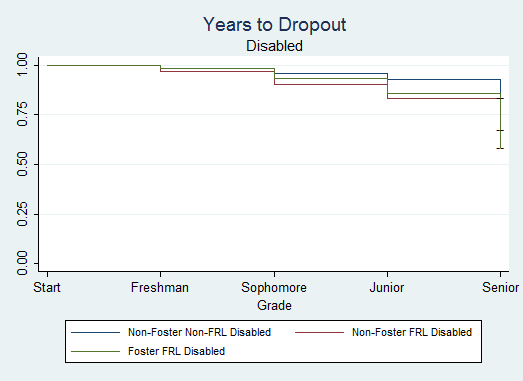 Years to Dropout
Disabled
1.00
0.75
0.50
0.25
0.00
Start Freshman Sophomore Junior Senior
Grade
Non-Foster Non-FRL Disabled Non-Foster FRL Disabled
Foster FRL Disabled